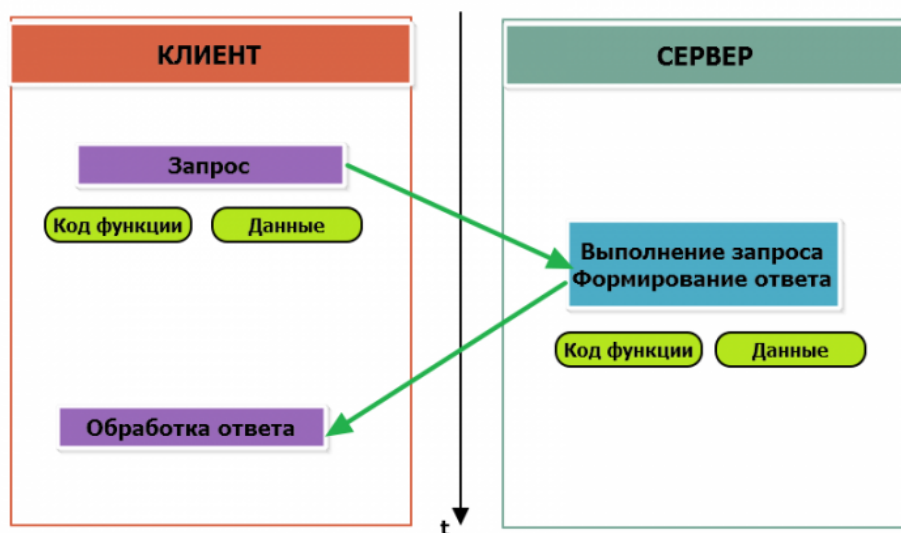 КЛИЕНТ
СЕРВЕР
Запрос
Код функции
Данные
Выполнение запроса
Формирование ответа
Код функции
Данные
Обработка ответа
t